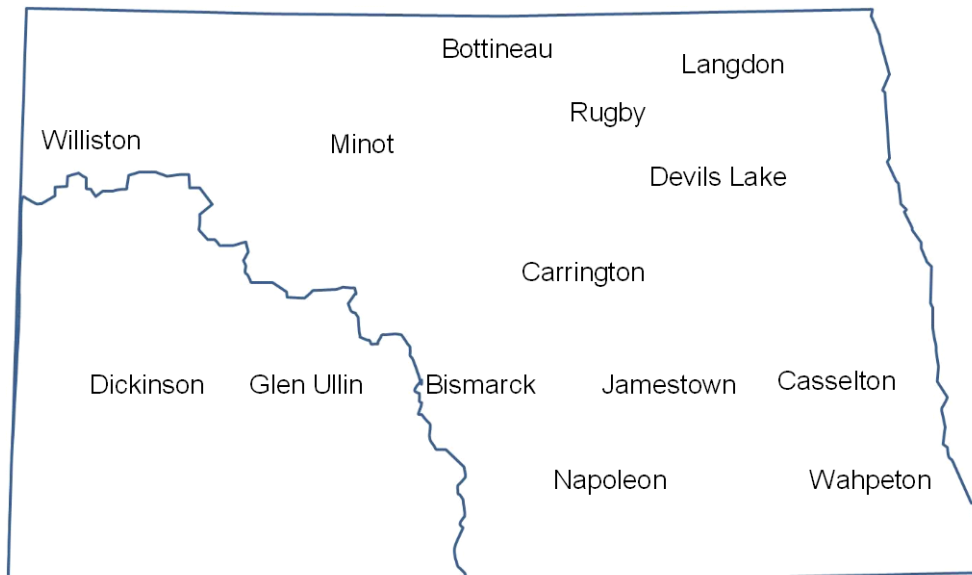 Bottineau
Langdon
Rugby
Williston
Minot
Devils Lake
Carrington
Dickinson
Glen Ullin
Bismarck
Jamestown
Casselton
Napoleon
Wahpeton